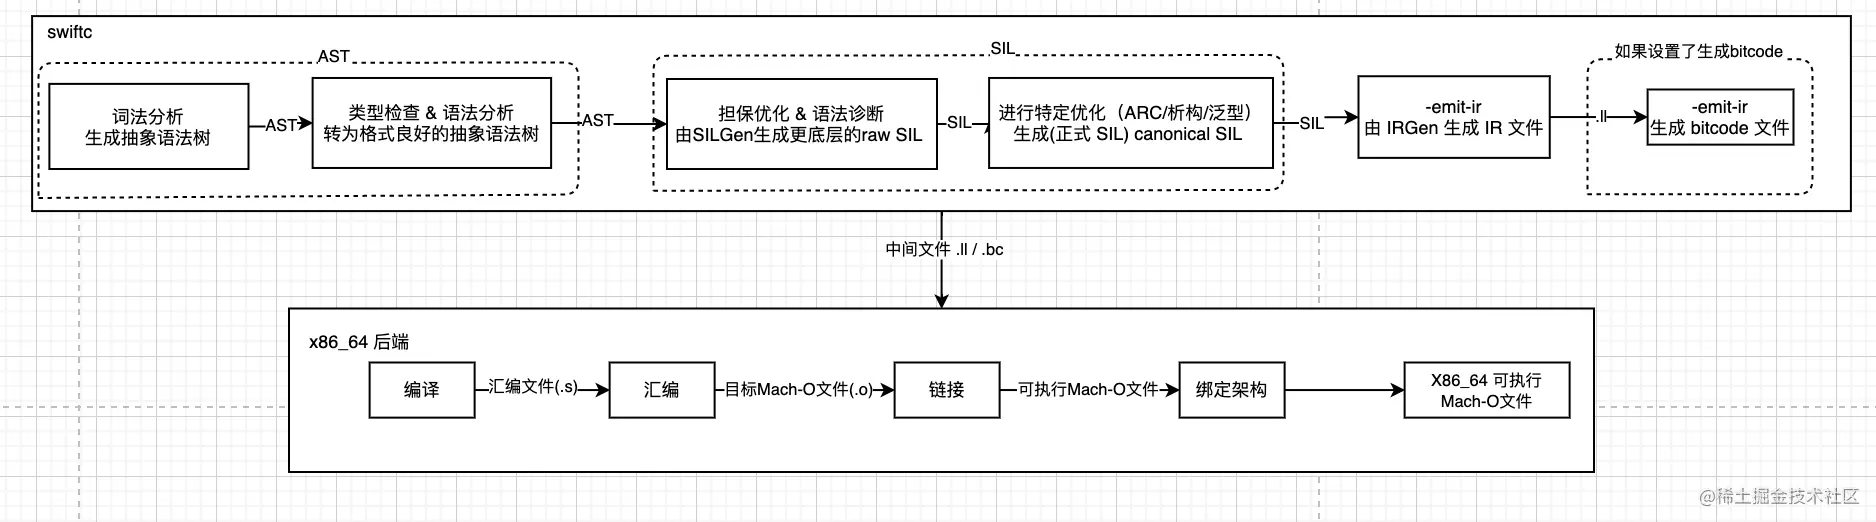 swiftc
AST
词法分析
生成抽象语法树
AST
类型检查 & 语法分析
转为格式良好的抽象语法树
AST
SIL
担保优化 & 语法诊断
由SILGen生成更底层的raw SIL
SIL
进行特定优化（ARC/析构/泛型）
生成(正式 SIL) canonical SIL
SIL
-emit-ir
由 IRGen 生成 IR 文件
.ll
如果设置了生成bitcode
-emit-ir
生成 bitcode 文件
中间文件 .ll / .bc
x86_64 后端
编译
汇编文件(.s)
汇编
目标Mach-O文件(.o)
链接
可执行Mach-O文件
绑定架构
X86_64 可执行
Mach-O文件
@稀土掘金技术社区